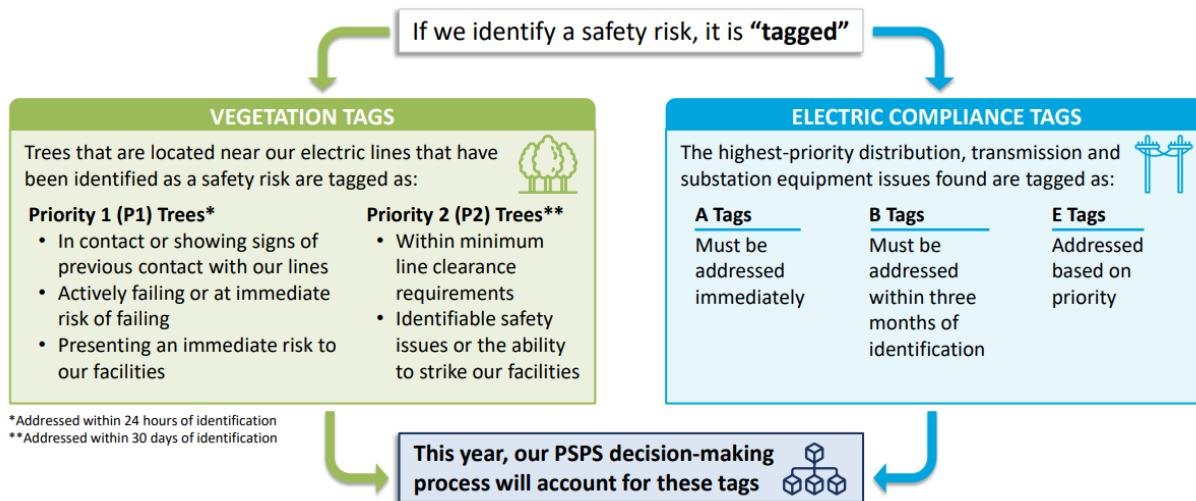 If we identify a safety risk, it is “tagged”
VEGETATION TAGS
Trees that are located near our electric lines that have
been identified as a safety risk are tagged as:
Priority 1 (P1) Trees*
• In contact or showing signs of
previous contact with our lines
• Actively failing or at immediate
risk of failing
• Presenting an immediate risk to
our facilities
Priority 2 (P2) Trees**
• Within minimum
line clearance
requirements
• Identifiable safety
issues or the ability
to strike our facilities
*Addressed within 24 hours of identification
**Addressed within 30 days of identification
ELECTRIC COMPLIANCE TAGS
The highest-priority distribution, transmission and
substation equipment issues found are tagged as:
A Tags
Must be
addressed
immediately
B Tags
Must be
addressed
within three
months of
identification
E Tags
Addressed
based on
priority
This year, our PSPS decision-making
process will account for these tags